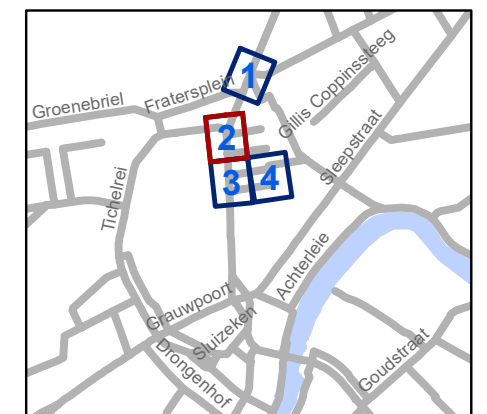 1
Gillis Coppinssteeg
Fratersplein
Groenebriel
2
Sleepstraat
3
4
Tichelrei
Achterleie
Grauwpoort
Sluizeken
Drongenhof
Goudstraat